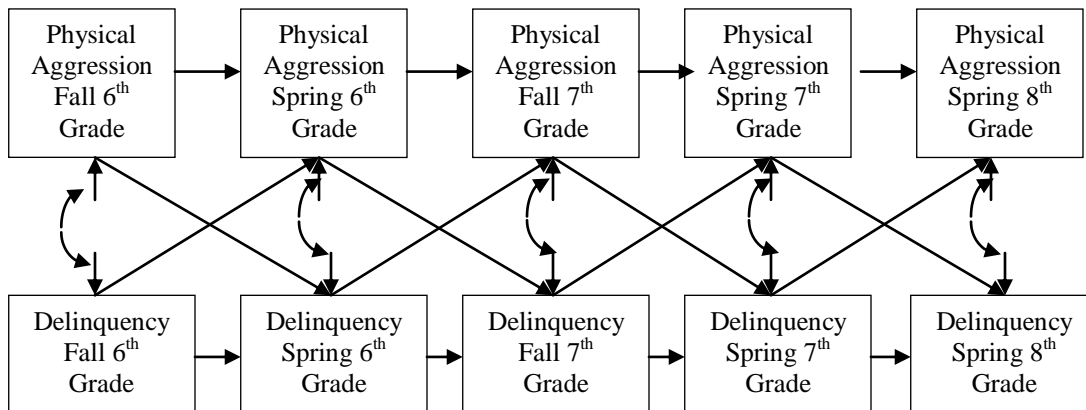 Physical
Aggression
Fall 6th
Grade
Physical
Aggression
Spring 6th
Grade
Physical
Aggression
Fall 7th
Grade
Physical
Aggression
Spring 7th
Grade
Physical
Aggression
Spring 8th
Grade
Delinquency
Fall 6th
Grade
Delinquency
Spring 6th
Grade
Delinquency
Fall 7th
Grade
Delinquency
Spring 7th
Grade
Delinquency
Spring 8th
Grade